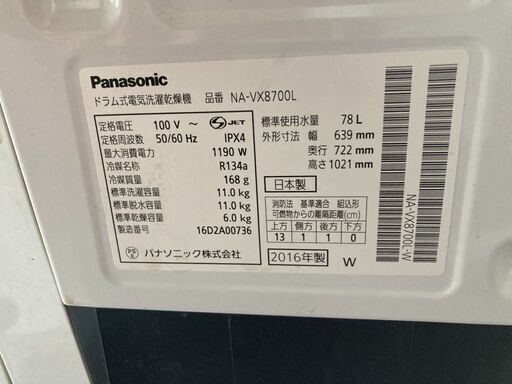 Panasonic
ドラム式電気洗濯乾燥機 品番 NA-VX8700L
定格電圧 100 V ～ S-JET
定格周波数 50/60 Hz IPX4
最大消費電力 1190 W
冷媒名称 R134a
冷媒質量 168 g
標準洗濯容量 11.0 kg
標準脱水容量 11.0 kg
標準乾燥容量 6.0 kg
製造番号 16D2A00736
PSE パナソニック株式会社
標準使用水量 78 L
外形寸法 幅 639 mm
奥行 722 mm
高さ 1021 mm
日本製
消防法 基準適合 組込形
可燃物からの離隔距離(cm)
上方 側方 後方 下方
13 1 1 0
2016年製 W
NA-VX8700L-W